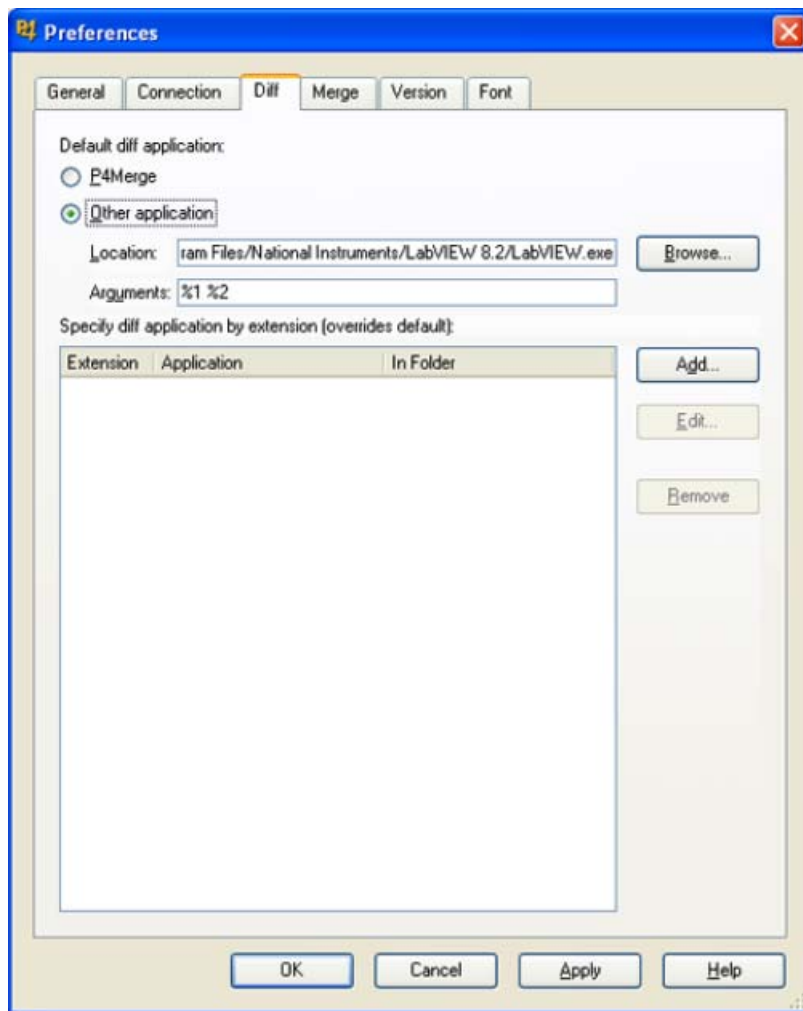 P4 Preferences
General Connection Diff Merge Version Font
Default diff application:
P4Merge
Other application
Location: ram Files/National Instruments/LabVIEW 8.2/LabVIEW.exe Browse...
Arguments: %1 %2
Specify diff application by extension (overrides default):
Extension Application In Folder
Add...
Edit...
Remove
OK Cancel Apply Help